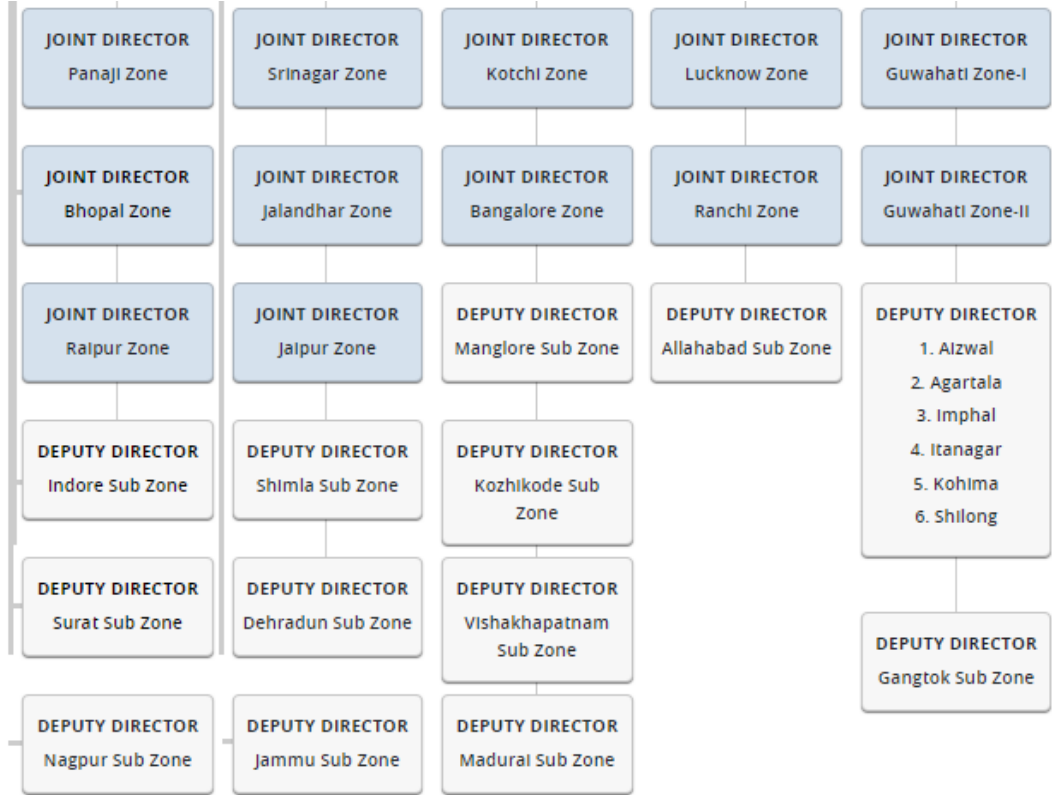 JOINT DIRECTOR
Panaji Zone
JOINT DIRECTOR
Bhopal Zone
JOINT DIRECTOR
Raipur Zone
DEPUTY DIRECTOR
Indore Sub Zone
DEPUTY DIRECTOR
Surat Sub Zone
DEPUTY DIRECTOR
Nagpur Sub Zone
JOINT DIRECTOR
Srinagar Zone
JOINT DIRECTOR
Jalandhar Zone
JOINT DIRECTOR
Jaipur Zone
DEPUTY DIRECTOR
Shimla Sub Zone
DEPUTY DIRECTOR
Dehradun Sub Zone
DEPUTY DIRECTOR
Jammu Sub Zone
JOINT DIRECTOR
Kotchi Zone
JOINT DIRECTOR
Bangalore Zone
DEPUTY DIRECTOR
Manglore Sub Zone
DEPUTY DIRECTOR
Kozhikode Sub
Zone
DEPUTY DIRECTOR
Vishakhapatnam
Sub Zone
DEPUTY DIRECTOR
Madurai Sub Zone
JOINT DIRECTOR
Lucknow Zone
JOINT DIRECTOR
Ranchi Zone
DEPUTY DIRECTOR
Allahabad Sub Zone
JOINT DIRECTOR
Guwahati Zone-I
JOINT DIRECTOR
Guwahati Zone-II
DEPUTY DIRECTOR
1. Aizwal
2. Agartala
3. Imphal
4. Itanagar
5. Kohima
6. Shilong
DEPUTY DIRECTOR
Gangtok Sub Zone